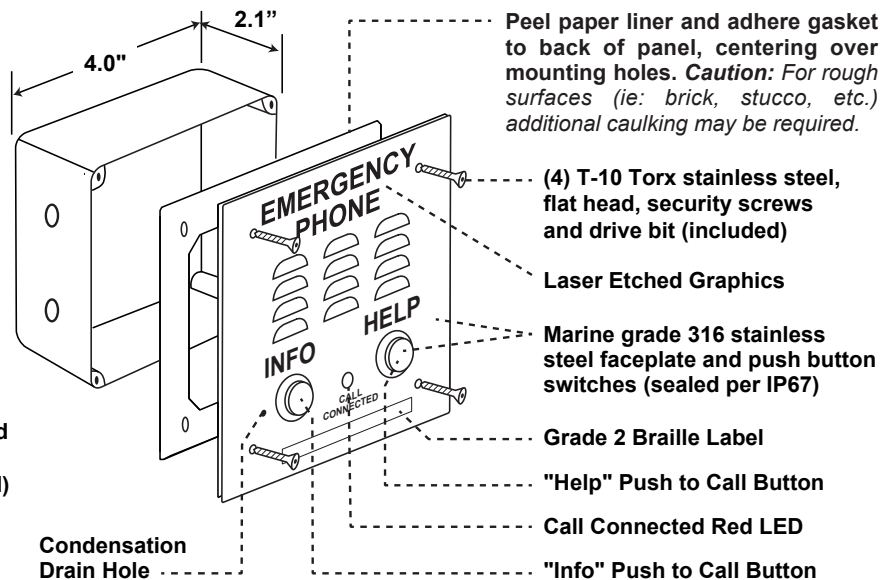 2.1"
4.0"
Peel paper liner and adhere gasket
to back of panel, centering over
mounting holes. Caution: For rough
surfaces (ie: brick, stucco, etc.)
additional caulking may be required.
(4) T-10 Torx stainless steel,
flat head, security screws
and drive bit (included)
Laser Etched Graphics
Marine grade 316 stainless
steel faceplate and push button
switches (sealed per IP67)
Grade 2 Braille Label
"Help" Push to Call Button
Call Connected Red LED
"Info" Push to Call Button
EMERGENCY
PHONE
HELP
INFO
CALL
CONNECTED
Condensation
Drain Hole